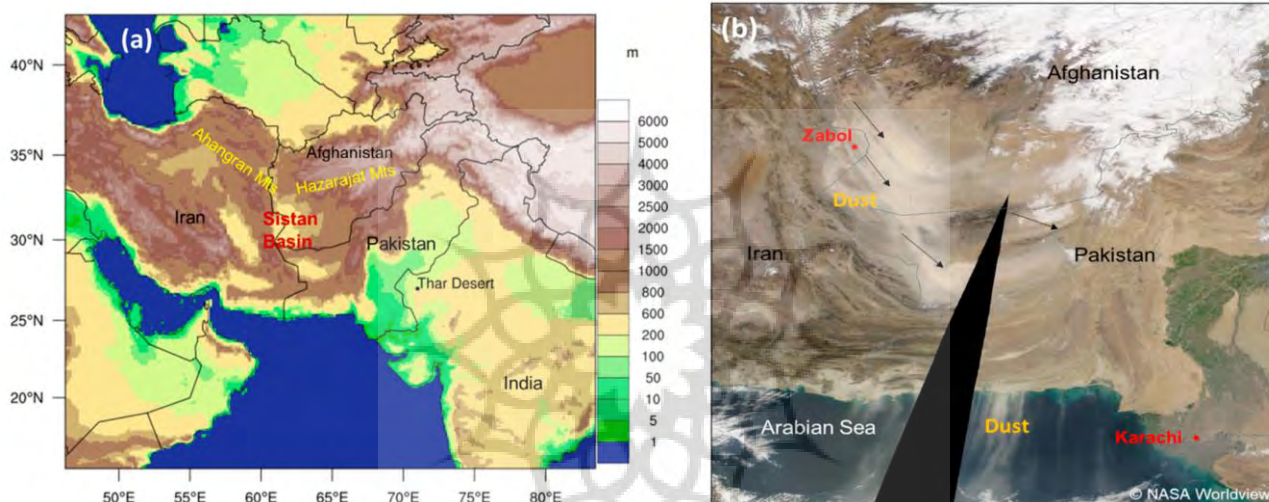 (a)
40°N
35°N
30°N
25°N
20°N
50°E
55°E
60°E
65°E
70°E
75°E
80°E
Ahangran Mts
Afghanistan
Hazarajat Mts
Iran
Sistan
Basin
Pakistan
Thar Desert
India
m
6000
5000
4000
3000
2500
2000
1500
1000
800
600
200
100
50
10
5
1
(b)
Afghanistan
Zabol
Dust
Iran
Pakistan
Arabian Sea
Dust
Karachi
© NASA Worldview